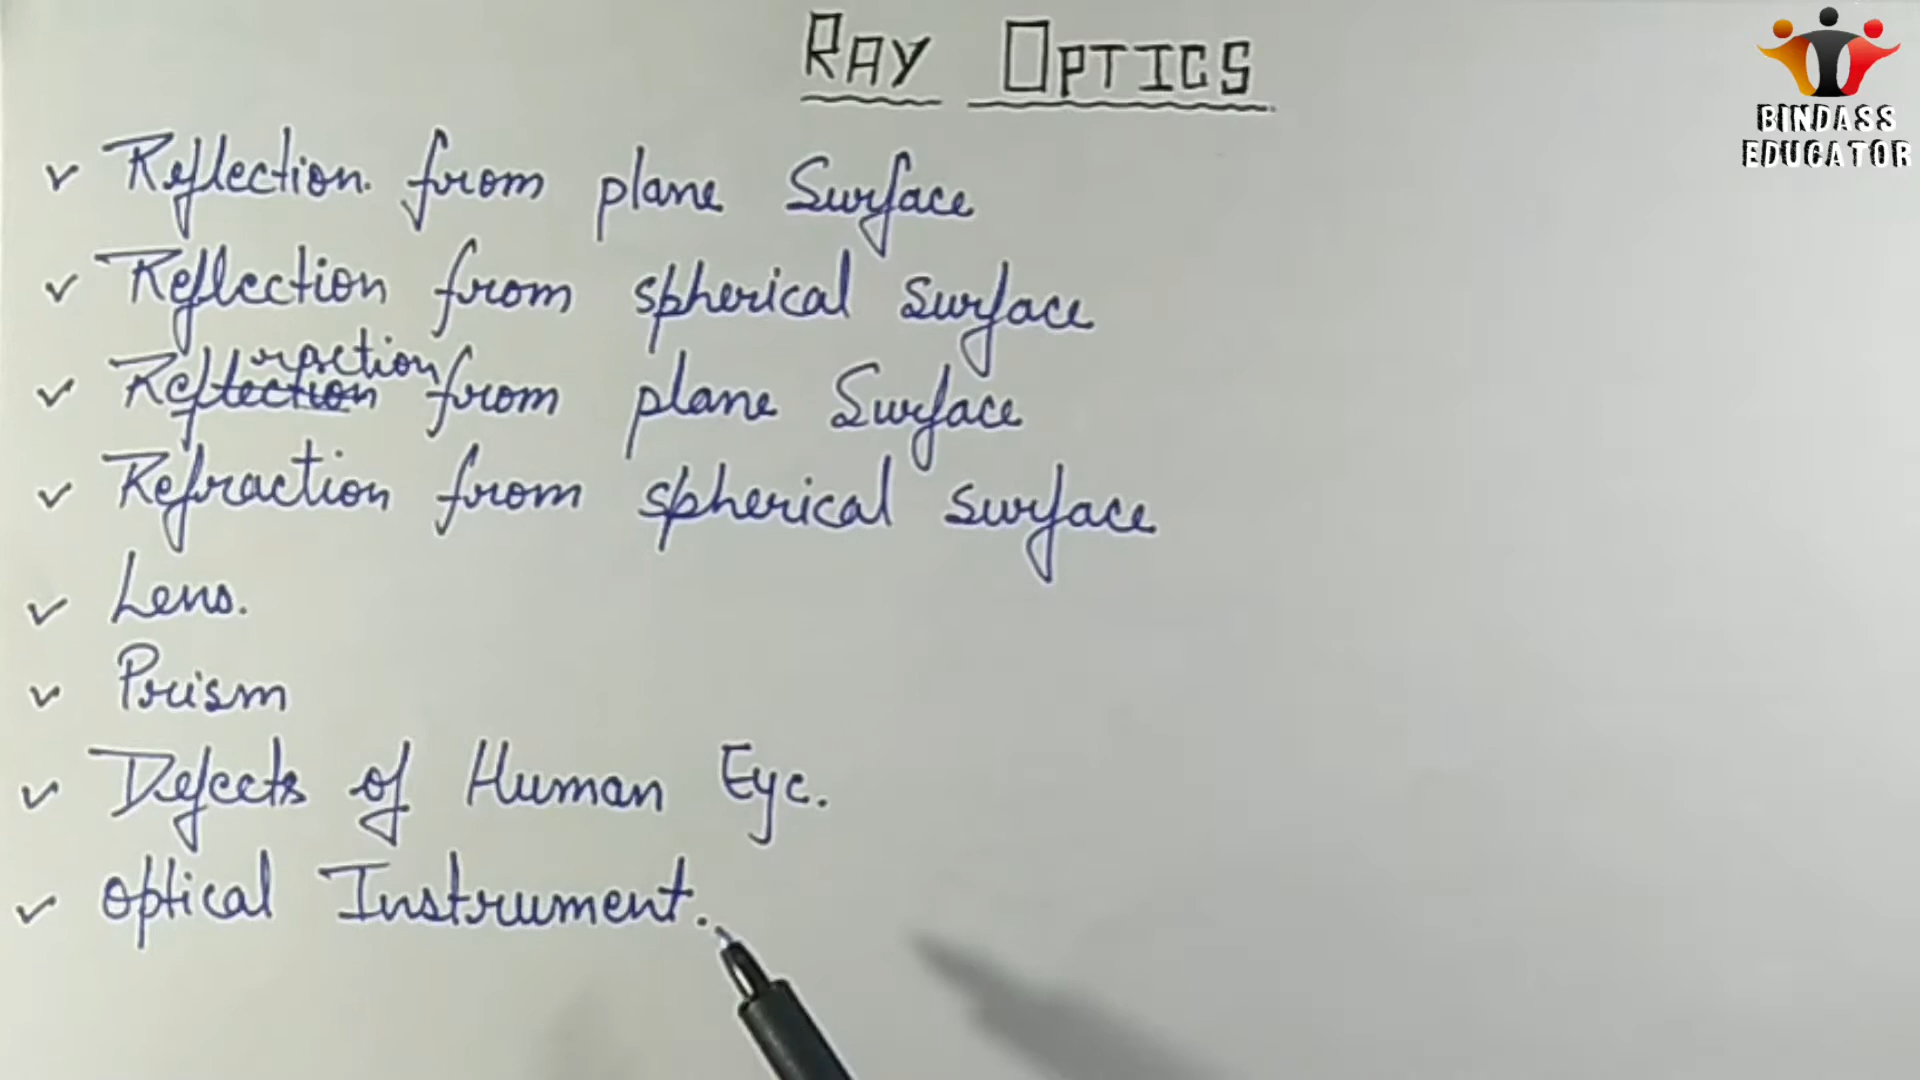 RAY OPTICS
BINDASS
EDUCATOR
✓ Reflection. from plane Surface
✓ Reflection from spherical surface
✓ Refraction from plane Surface
✓ Refraction from spherical surface
✓ Lens.
✓ Prism
✓ Defects of Human Eye.
✓ Optical Instrument.